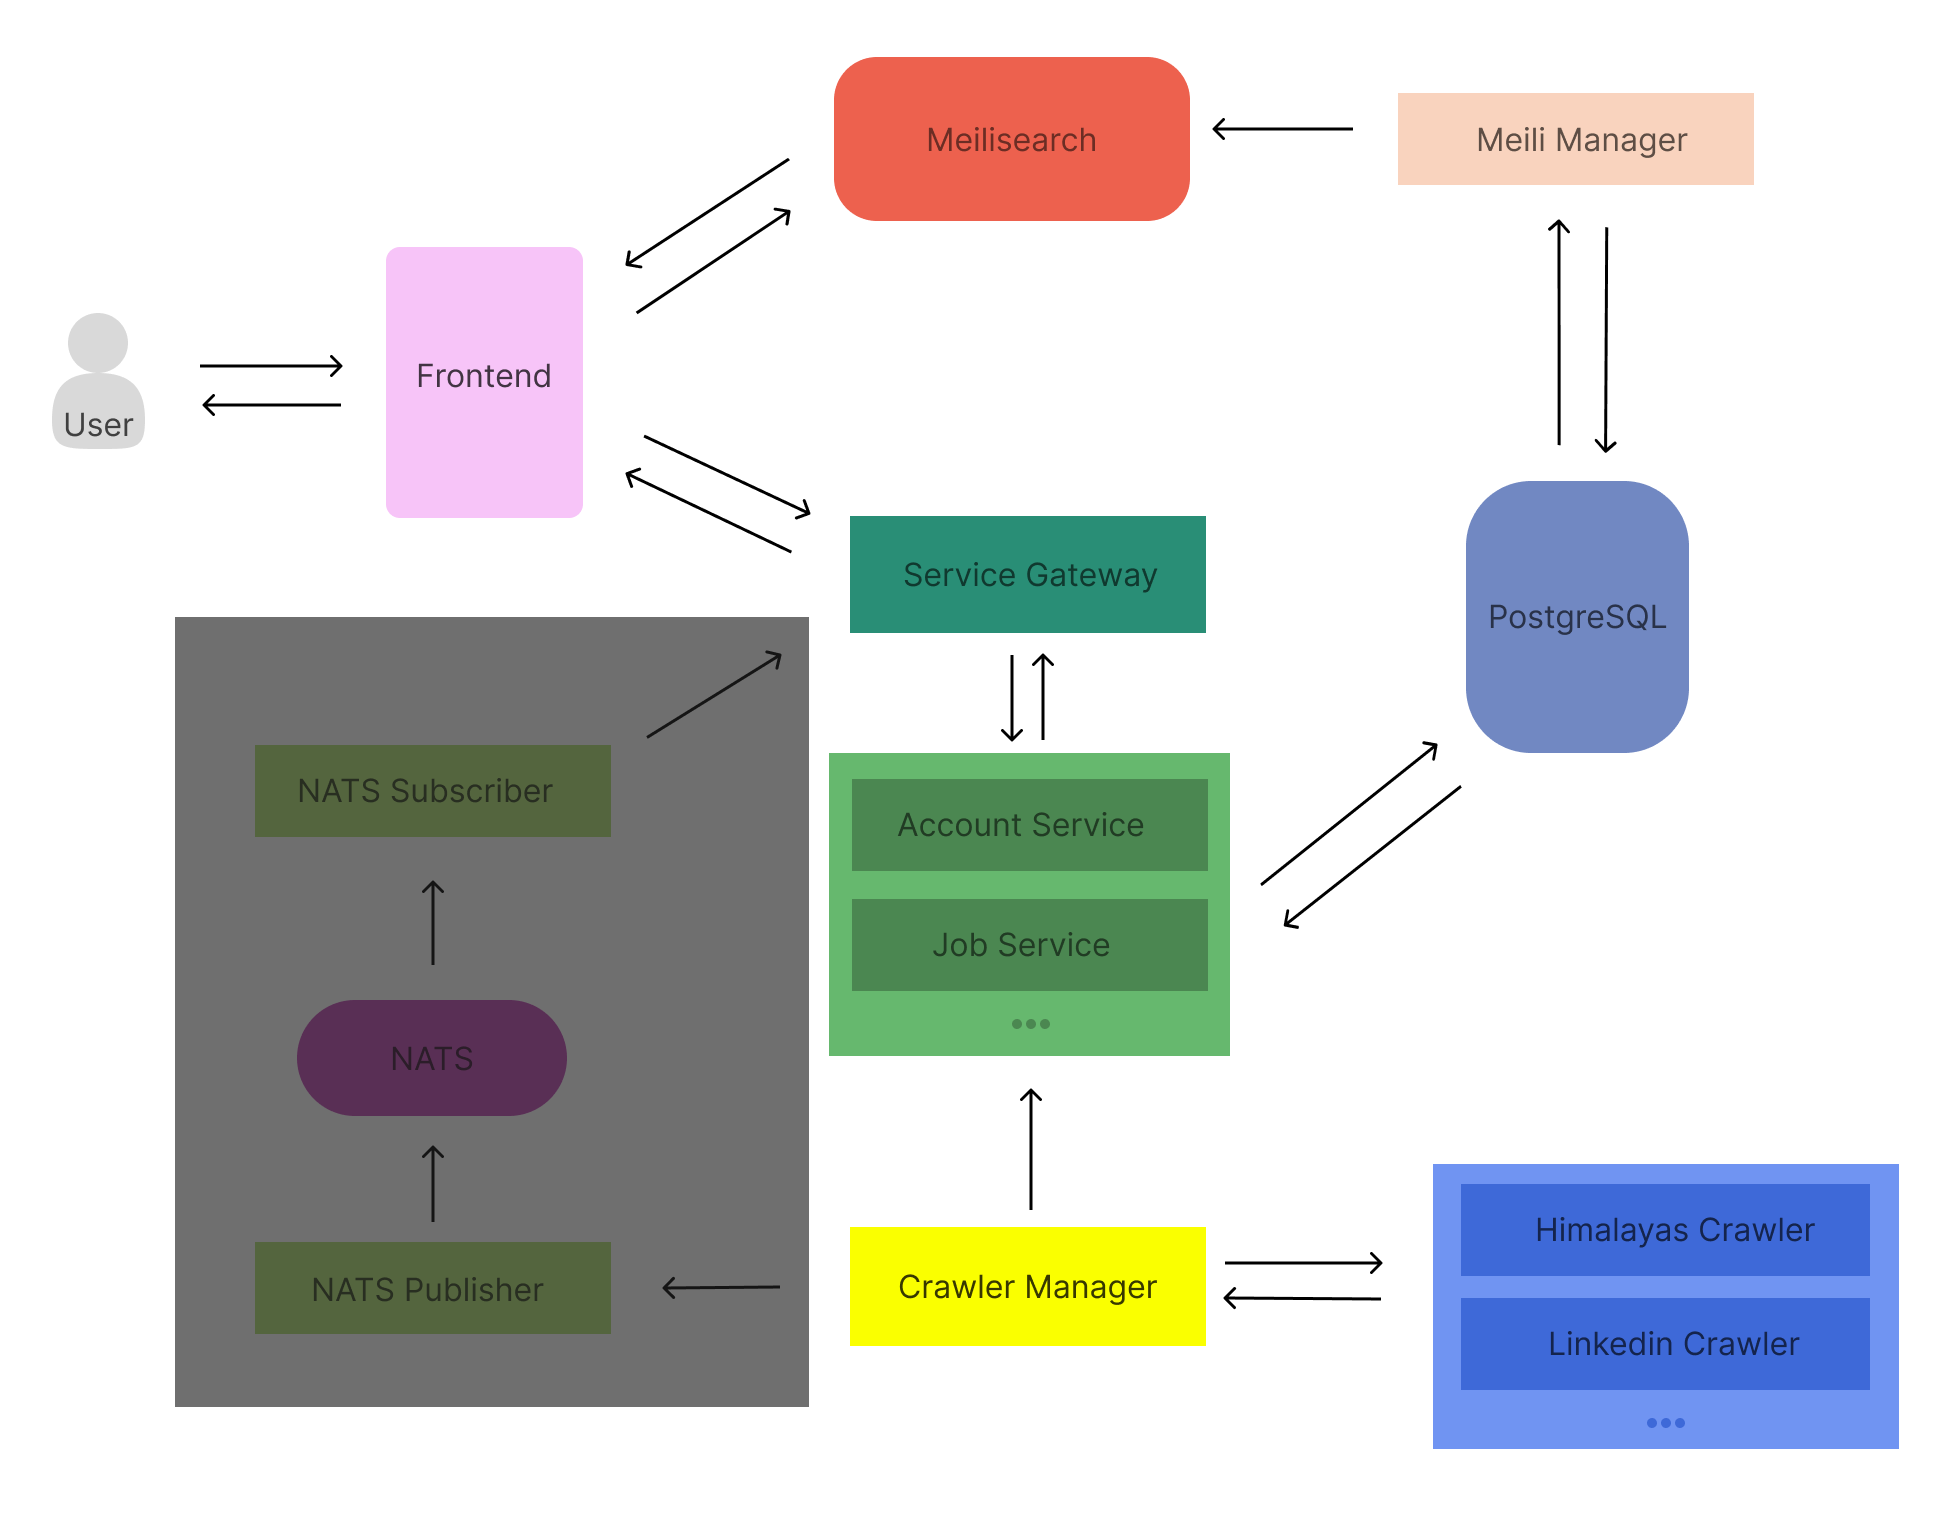 Meilisearch
Meili Manager
Frontend
User
Service Gateway
PostgreSQL
NATS Subscriber
Account Service
Job Service
NATS
Himalayas Crawler
NATS Publisher
Crawler Manager
Linkedin Crawler